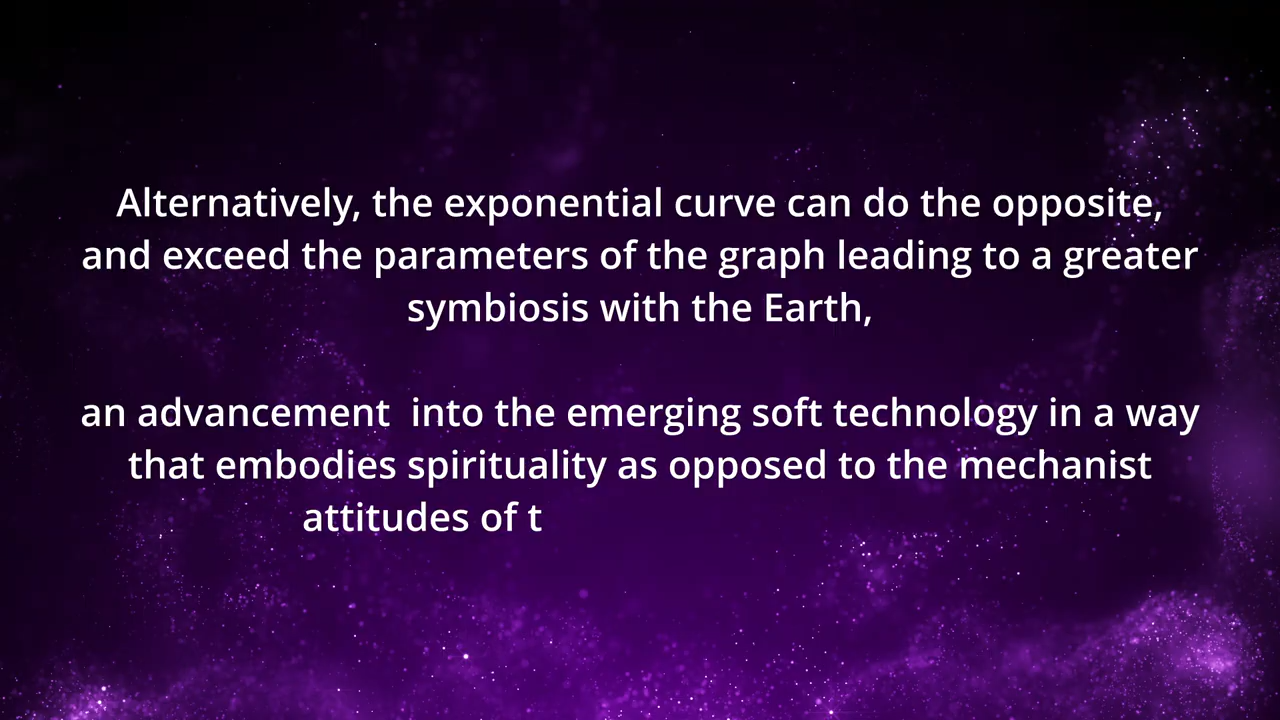 Alternatively, the exponential curve can do the opposite,
and exceed the parameters of the graph leading to a greater
symbiosis with the Earth,
an advancement  into the emerging soft technology in a way
that embodies spirituality as opposed to the mechanist
attitudes of t